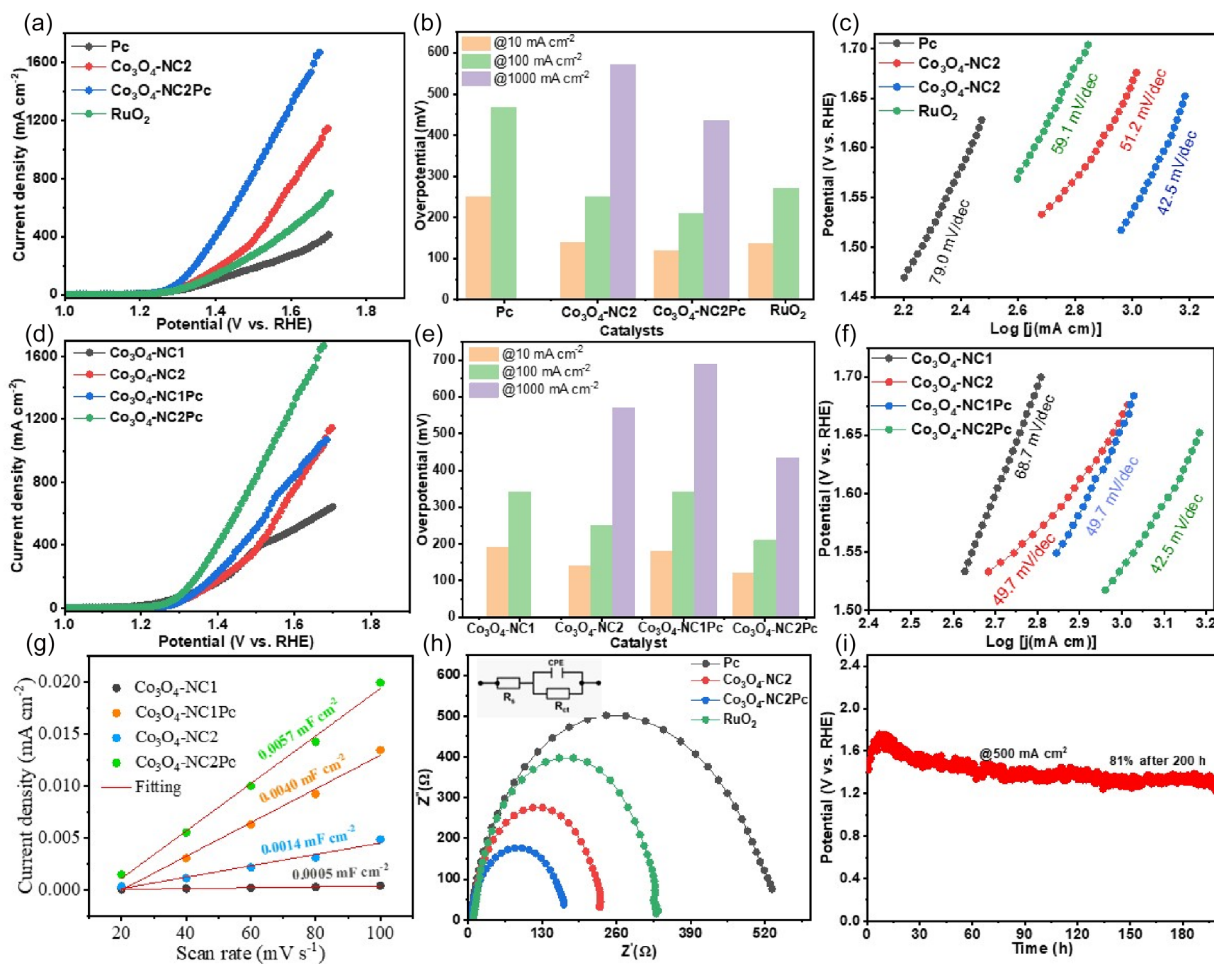 (a)
Pc
Co₃O₄-NC2
Co₃O₄-NC2Pc
RuO₂
Current density (mA cm⁻²)
1600
1200
800
400
0
1.0 1.2 1.4 1.6 1.8
Potential (V vs. RHE)
(b)
@10 mA cm⁻²
@100 mA cm⁻²
@1000 mA cm⁻²
Overpotential (mV)
600
500
400
300
200
100
0
Pc Co₃O₄-NC2 Co₃O₄-NC2Pc RuO₂
Catalysts
(c)
Pc
Co₃O₄-NC2
Co₃O₄-NC2
RuO₂
79.0 mV/dec
59.1 mV/dec
51.2 mV/dec
42.5 mV/dec
Potential (V vs. RHE)
1.70
1.65
1.60
1.55
1.50
1.45
2.2 2.4 2.6 2.8 3.0 3.2
Log [j(mA cm)]
(d)
Co₃O₄-NC1
Co₃O₄-NC2
Co₃O₄-NC1Pc
Co₃O₄-NC2Pc
Current density (mA cm⁻²)
1600
1200
800
400
0
1.0 1.2 1.4 1.6 1.8
Potential (V vs. RHE)
(e)
@10 mA cm⁻²
@100 mA cm⁻²
@1000 mA cm⁻²
Overpotential (mV)
700
600
500
400
300
200
100
0
Co₃O₄-NC1 Co₃O₄-NC2 Co₃O₄-NC1Pc Co₃O₄-NC2Pc
Catalyst
(f)
Co₃O₄-NC1
Co₃O₄-NC2
Co₃O₄-NC1Pc
Co₃O₄-NC2Pc
68.7 mV/dec
49.7 mV/dec
49.7 mV/dec
42.5 mV/dec
Potential (V vs. RHE)
1.70
1.65
1.60
1.55
1.50
2.4 2.5 2.6 2.7 2.8 2.9 3.0 3.1 3.2
Log [j(mA cm)]
(g)
Co₃O₄-NC1
Co₃O₄-NC1Pc
Co₃O₄-NC2
Co₃O₄-NC2Pc
Fitting
0.0057 mF cm⁻²
0.0040 mF cm⁻²
0.0014 mF cm⁻²
0.0005 mF cm⁻²
Current density (mA cm⁻²)
0.020
0.015
0.010
0.005
0.000
20 40 60 80 100
Scan rate (mV s⁻¹)
(h)
CPE
Rₛ
R_ct
Pc
Co₃O₄-NC2
Co₃O₄-NC2Pc
RuO₂
Z''(Ω)
700
600
500
400
300
200
100
0
0 130 260 390 520
Z'(Ω)
(i)
@500 mA cm²
81% after 200 h
Potential (V vs. RHE)
2.4
2.0
1.6
1.2
0.8
0.4
0.0
0 50 100 150 200
Time (h)